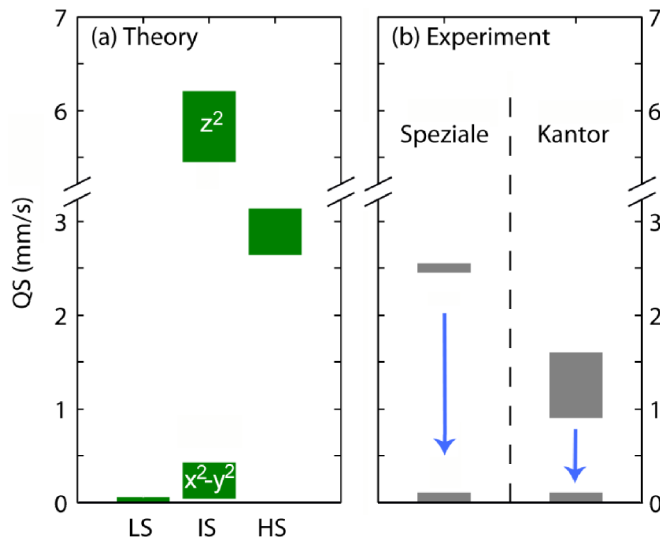 (a) Theory
(b) Experiment
7
6
3
2
1
0
QS (mm/s)
z²
x²-y²
LS IS HS
Speziale Kantor
7
6
3
2
1
0